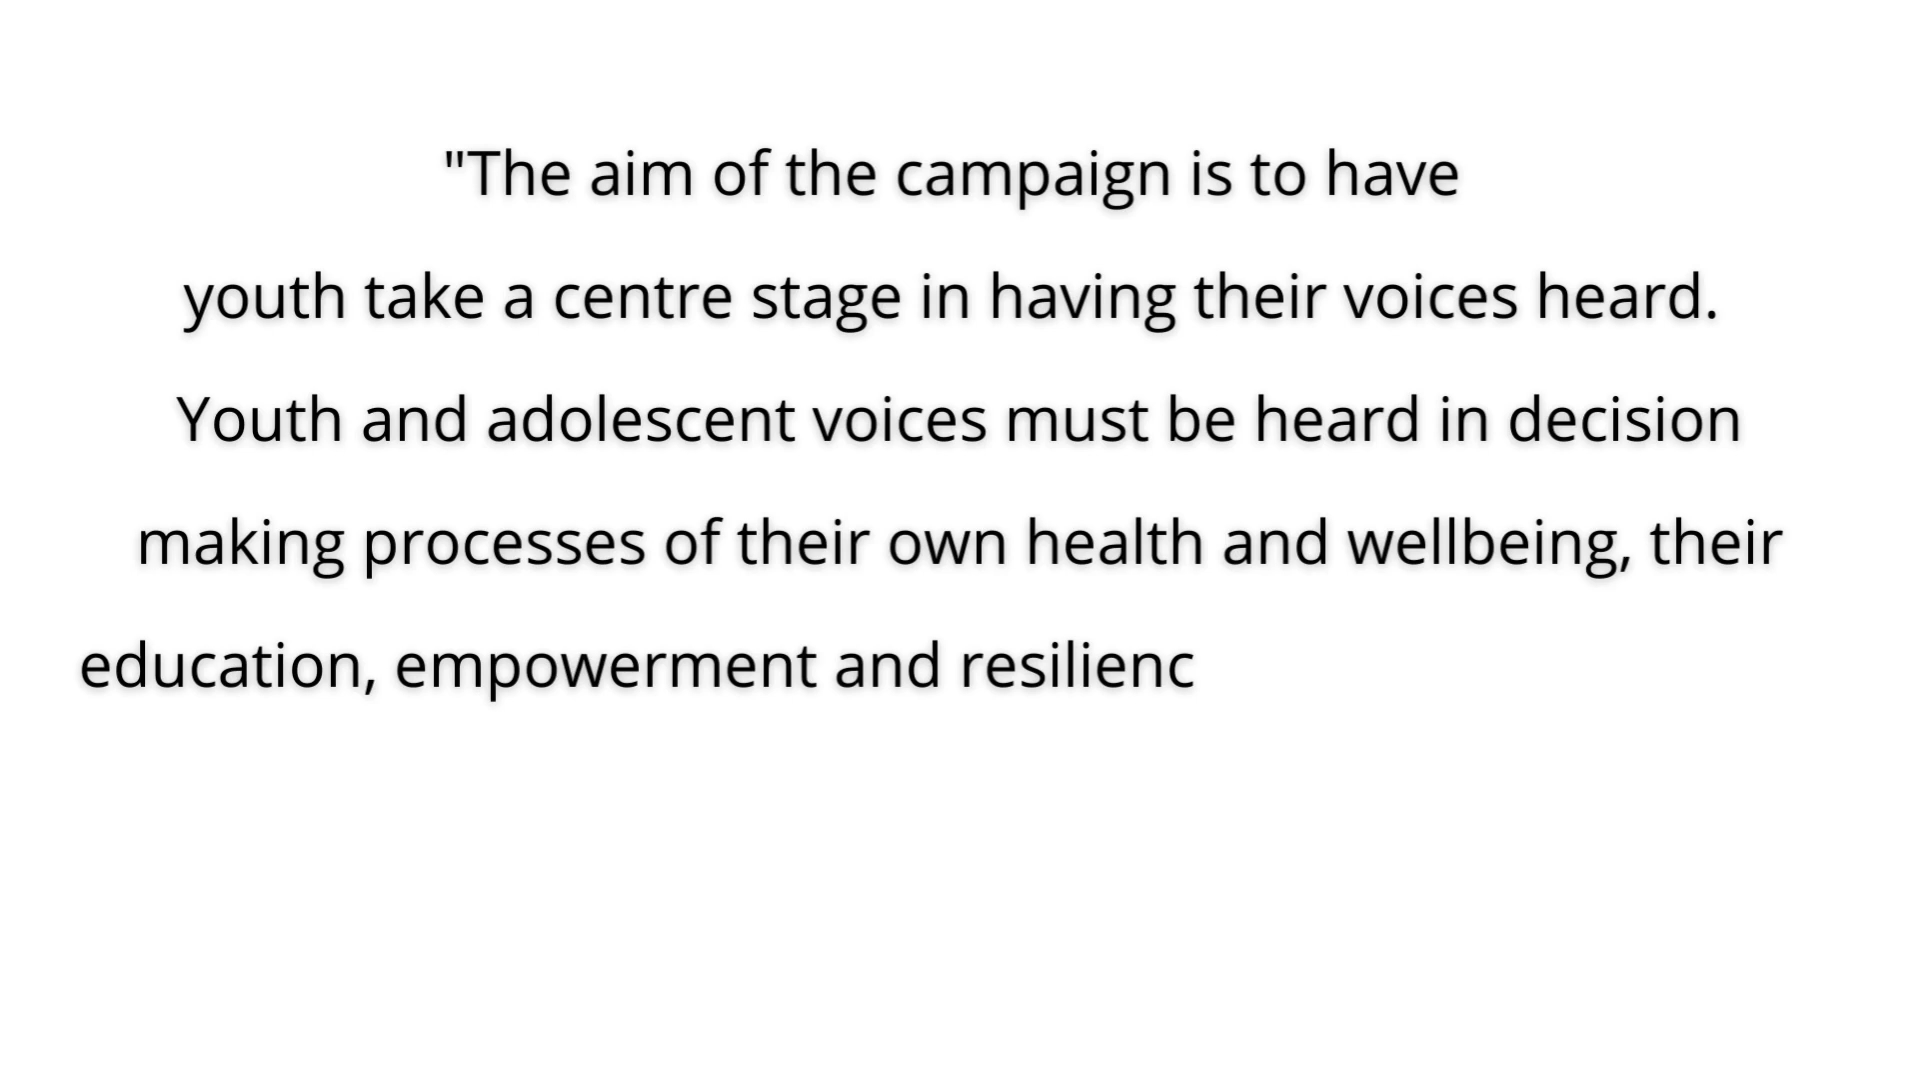 "The aim of the campaign is to have
youth take a centre stage in having their voices heard.
Youth and adolescent voices must be heard in decision
making processes of their own health and wellbeing, their
education, empowerment and resilienc